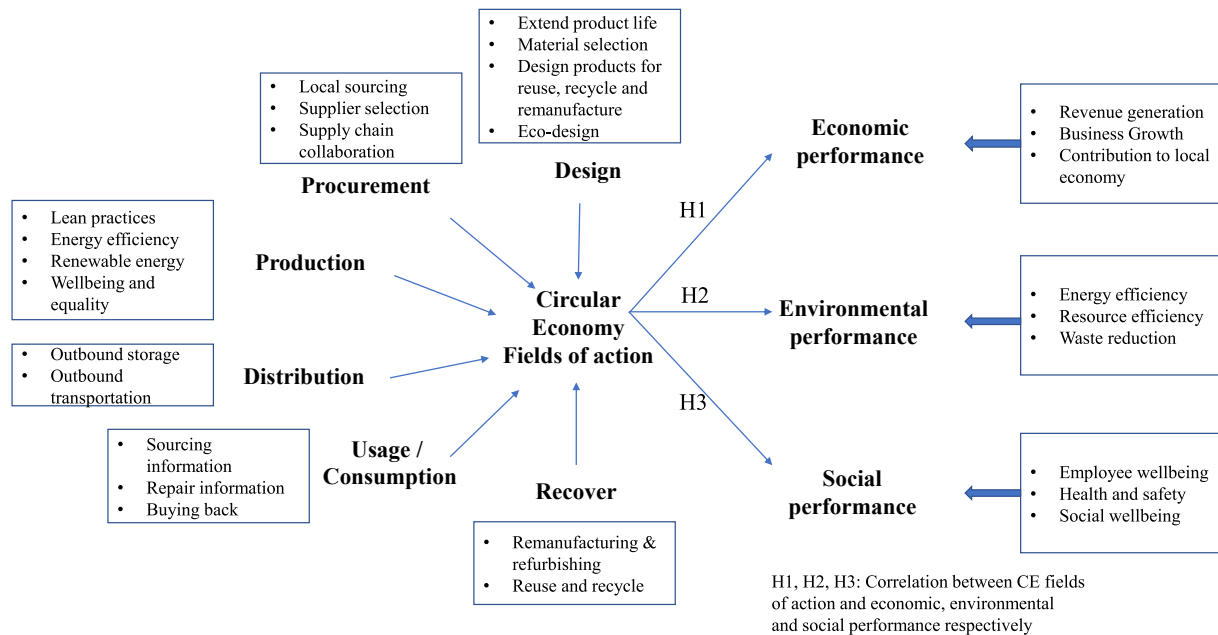 • Extend product life
• Material selection
• Design products for
reuse, recycle and
remanufacture
• Eco-design
Design
• Local sourcing
• Supplier selection
• Supply chain
collaboration
Procurement
• Lean practices
• Energy efficiency
• Renewable energy
• Wellbeing and
equality
Production
• Outbound storage
• Outbound
transportation
Distribution
• Sourcing
information
• Repair information
• Buying back
Usage /
Consumption
Recover
• Remanufacturing &
refurbishing
• Reuse and recycle
Circular
Economy
Fields of action
H1
H2
H3
Economic
performance
• Revenue generation
• Business Growth
• Contribution to local
economy
Environmental
performance
• Energy efficiency
• Resource efficiency
• Waste reduction
Social
performance
• Employee wellbeing
• Health and safety
• Social wellbeing
H1, H2, H3: Correlation between CE fields
of action and economic, environmental
and social performance respectively